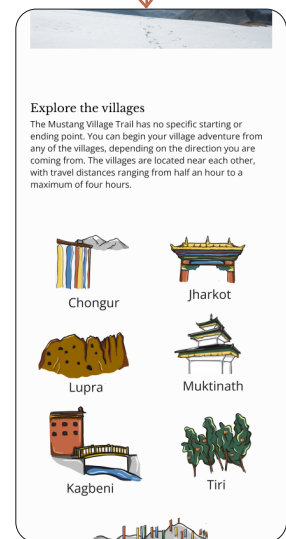 Explore the villages
The Mustang Village Trail has no specific starting or
ending point. You can begin your village adventure from
any of the villages, depending on the direction you are
coming from. The villages are located near each other,
with travel distances ranging from half an hour to a
maximum of four hours.
Chongur
Jharkot
Lupra
Muktinath
Kagbeni
Tiri